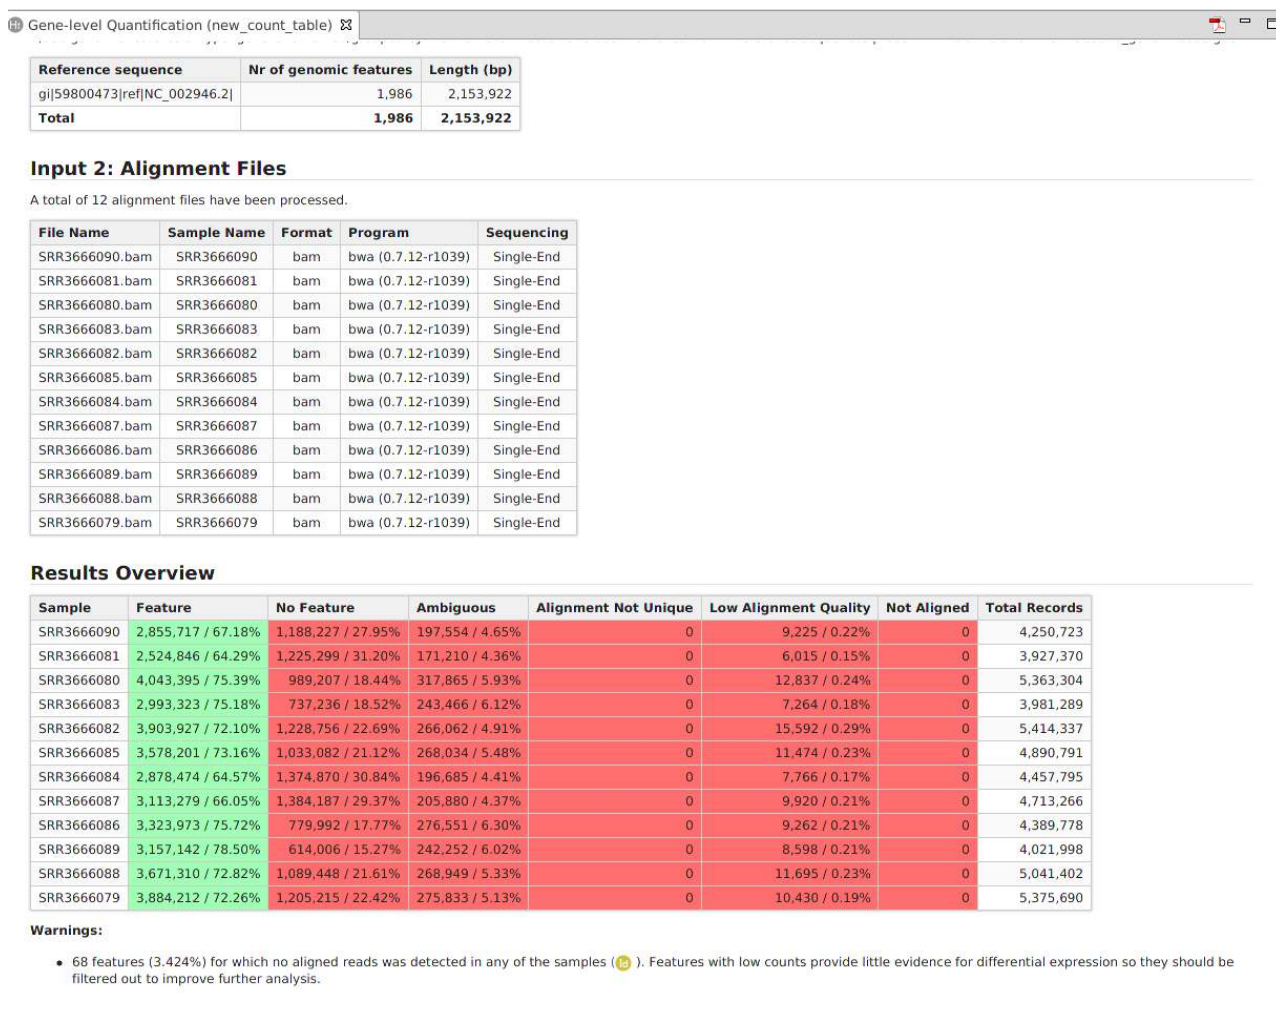 Gene-level Quantification (new_count_table)
Reference sequence Nr of genomic features Length (bp)
gi|59800473|ref|NC_002946.2| 1,986 2,153,922
Total 1,986 2,153,922
Input 2: Alignment Files
A total of 12 alignment files have been processed.
File Name Sample Name Format Program Sequencing
SRR3666090.bam SRR3666090 bam bwa (0.7.12-r1039) Single-End
SRR3666081.bam SRR3666081 bam bwa (0.7.12-r1039) Single-End
SRR3666080.bam SRR3666080 bam bwa (0.7.12-r1039) Single-End
SRR3666083.bam SRR3666083 bam bwa (0.7.12-r1039) Single-End
SRR3666082.bam SRR3666082 bam bwa (0.7.12-r1039) Single-End
SRR3666085.bam SRR3666085 bam bwa (0.7.12-r1039) Single-End
SRR3666084.bam SRR3666084 bam bwa (0.7.12-r1039) Single-End
SRR3666087.bam SRR3666087 bam bwa (0.7.12-r1039) Single-End
SRR3666086.bam SRR3666086 bam bwa (0.7.12-r1039) Single-End
SRR3666089.bam SRR3666089 bam bwa (0.7.12-r1039) Single-End
SRR3666088.bam SRR3666088 bam bwa (0.7.12-r1039) Single-End
SRR3666079.bam SRR3666079 bam bwa (0.7.12-r1039) Single-End
Results Overview
Sample Feature No Feature Ambiguous Alignment Not Unique Low Alignment Quality Not Aligned Total Records
SRR3666090 2,855,717 / 67.18% 1,188,227 / 27.95% 197,554 / 4.65% 0 9,225 / 0.22% 0 4,250,723
SRR3666081 2,524,846 / 64.29% 1,225,299 / 31.20% 171,210 / 4.36% 0 6,015 / 0.15% 0 3,927,370
SRR3666080 4,043,395 / 75.39% 989,207 / 18.44% 317,865 / 5.93% 0 12,837 / 0.24% 0 5,363,304
SRR3666083 2,993,323 / 75.18% 737,236 / 18.52% 243,466 / 6.12% 0 7,264 / 0.18% 0 3,981,289
SRR3666082 3,903,927 / 72.10% 1,228,756 / 22.69% 266,062 / 4.91% 0 15,592 / 0.29% 0 5,414,337
SRR3666085 3,578,201 / 73.16% 1,033,082 / 21.12% 268,034 / 5.48% 0 11,474 / 0.23% 0 4,890,791
SRR3666084 2,878,474 / 64.57% 1,374,870 / 30.84% 196,685 / 4.41% 0 7,766 / 0.17% 0 4,457,795
SRR3666087 3,113,279 / 66.05% 1,384,187 / 29.37% 205,880 / 4.37% 0 9,920 / 0.21% 0 4,713,266
SRR3666086 3,323,973 / 75.72% 779,992 / 17.77% 276,551 / 6.30% 0 9,262 / 0.21% 0 4,389,778
SRR3666089 3,157,142 / 78.50% 614,006 / 15.27% 242,252 / 6.02% 0 8,598 / 0.21% 0 4,021,998
SRR3666088 3,671,310 / 72.82% 1,089,448 / 21.61% 268,949 / 5.33% 0 11,695 / 0.23% 0 5,041,402
SRR3666079 3,884,212 / 72.26% 1,205,215 / 22.42% 275,833 / 5.13% 0 10,430 / 0.19% 0 5,375,690
Warnings:
• 68 features (3.424%) for which no aligned reads was detected in any of the samples (id). Features with low counts provide little evidence for differential expression so they should be
filtered out to improve further analysis.